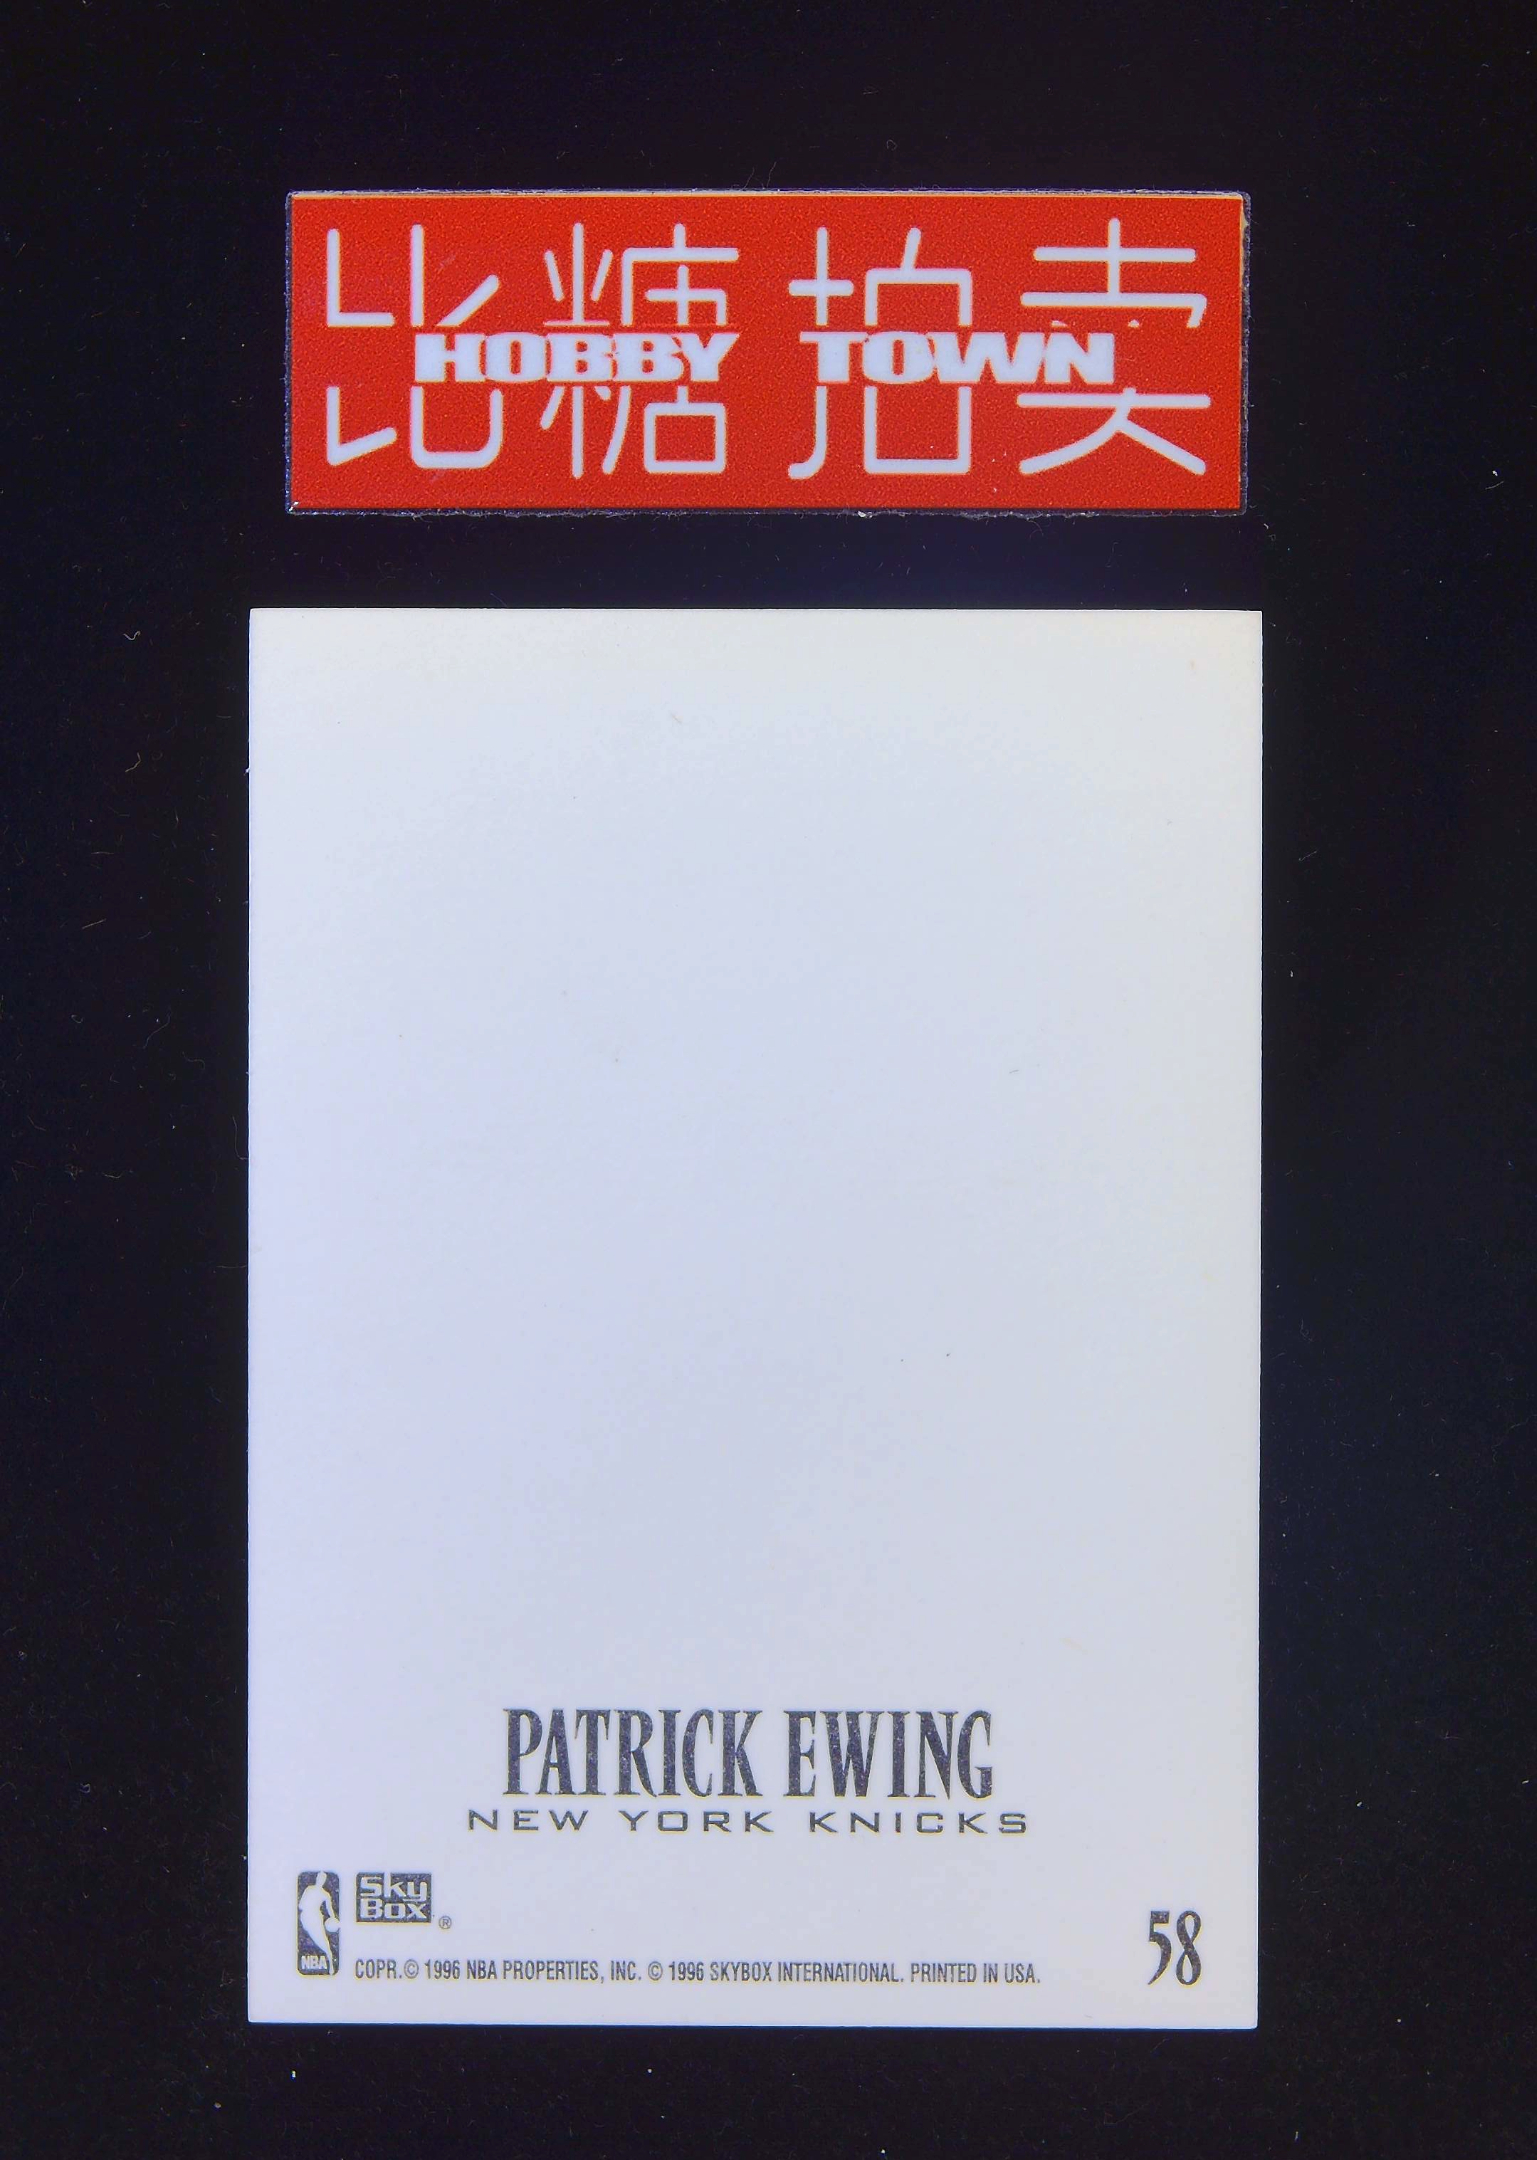 比糖拍卖
HOBBY TOWN
PATRICK EWING
NEW YORK KNICKS
SKY BOX ®
NBA
COPR.© 1996 NBA PROPERTIES, INC. © 1996 SKYBOX INTERNATIONAL. PRINTED IN USA.
58